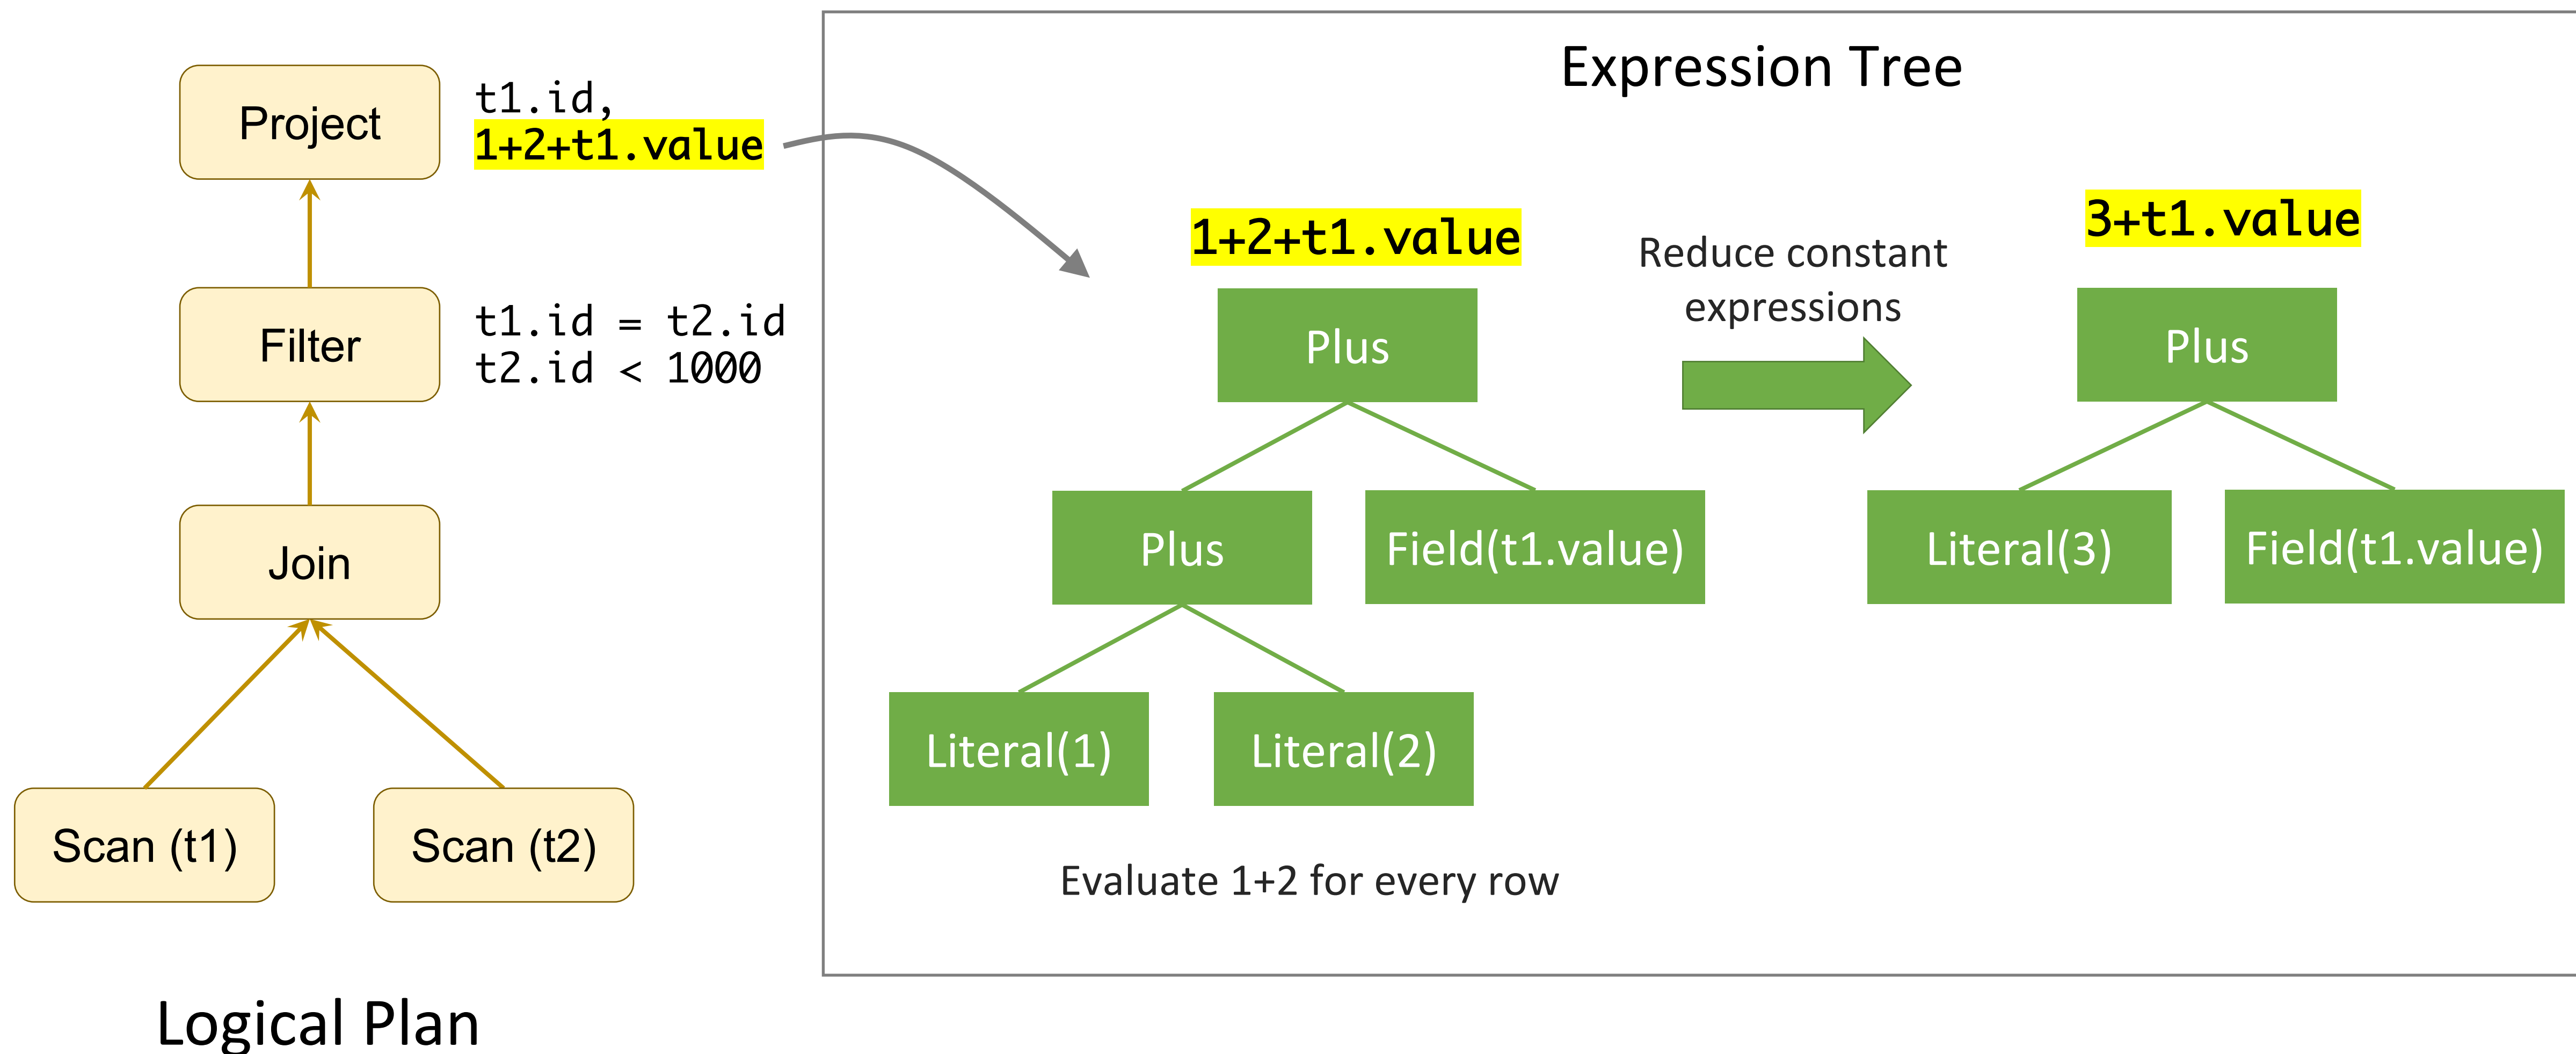 Project
t1.id,
1+2+t1.value
Filter
t1.id = t2.id
t2.id < 1000
Join
Scan (t1)
Scan (t2)
Logical Plan
Expression Tree
1+2+t1.value
Plus
Plus
Field(t1.value)
Literal(1)
Literal(2)
Evaluate 1+2 for every row
Reduce constant
expressions
3+t1.value
Plus
Literal(3)
Field(t1.value)